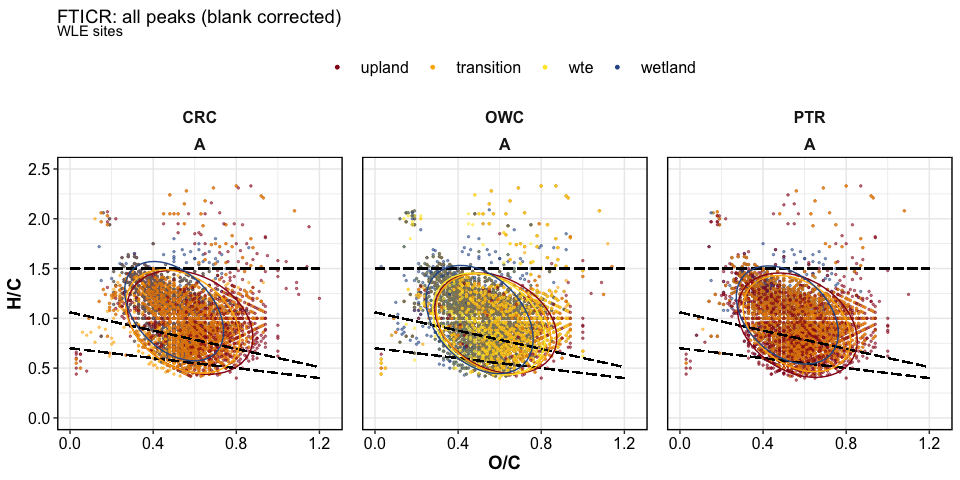 FTICR: all peaks (blank corrected)
WLE sites
upland transition wte wetland
CRC OWC PTR
A A A
2.5
2.0
1.5
1.0
0.5
0.0
H/C
0.0 0.4 0.8 1.2 0.0 0.4 0.8 1.2 0.0 0.4 0.8 1.2
O/C